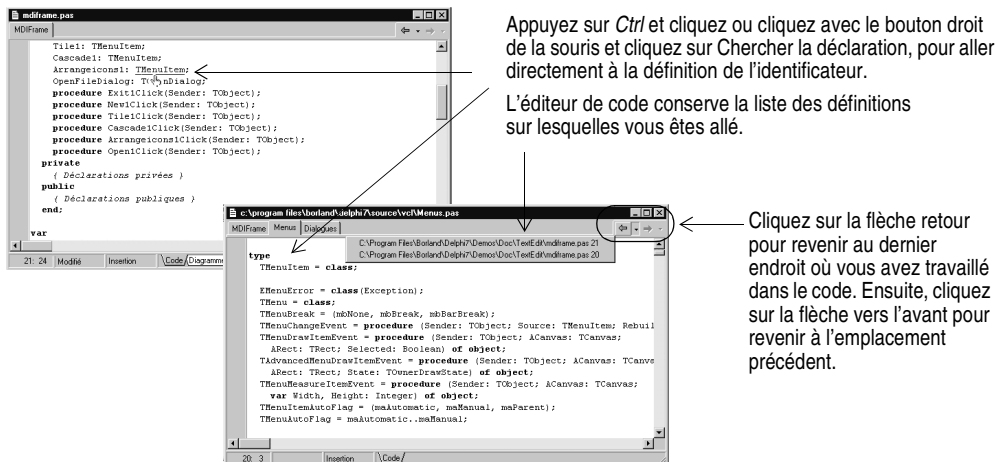 mdiframe.pas
MDIFrame
Tile1: TMenuItem;
Cascade1: TMenuItem;
Arrangeicons1: TMenuItem;
OpenFileDialog: TOpenDialog;
procedure Exit1Click(Sender: TObject);
procedure New1Click(Sender: TObject);
procedure Tile1Click(Sender: TObject);
procedure Cascade1Click(Sender: TObject);
procedure Arrangeicons1Click(Sender: TObject);
procedure Open1Click(Sender: TObject);
private
{ Déclarations privées }
public
{ Déclarations publiques }
end;
var
21: 24 Modifié Insertion \Code/Diagramme
Appuyez sur Ctrl et cliquez ou cliquez avec le bouton droit
de la souris et cliquez sur Chercher la déclaration, pour aller
directement à la définition de l'identificateur.
L'éditeur de code conserve la liste des définitions
sur lesquelles vous êtes allé.
c:\program files\borland\delphi7\source\vcl\Menus.pas
MDIFrame Menus Dialogues
C:\Program Files\Borland\Delphi7\Demos\Doc\TextEdit\mdiframe.pas 21
C:\Program Files\Borland\Delphi7\Demos\Doc\TextEdit\mdiframe.pas 20
type
TMenuItem = class;
EMenuError = class(Exception);
TMenu = class;
TMenuBreak = (mbNone, mbBreak, mbBarBreak);
TMenuChangeEvent = procedure (Sender: TObject; Source: TMenuItem; Rebuil
TMenuDrawItemEvent = procedure (Sender: TObject; ACanvas: TCanvas;
ARect: TRect; Selected: Boolean) of object;
TAdvancedMenuDrawItemEvent = procedure (Sender: TObject; ACanvas: TCanva
ARect: TRect; State: TOwnerDrawState) of object;
TMenuMeasureItemEvent = procedure (Sender: TObject; ACanvas: TCanvas;
var Width, Height: Integer) of object;
TMenuItemAutoFlag = (maAutomatic, maManual, maParent);
TMenuAutoFlag = maAutomatic..maManual;
20: 3 Insertion \Code/
Cliquez sur la flèche retour
pour revenir au dernier
endroit où vous avez travaillé
dans le code. Ensuite, cliquez
sur la flèche vers l'avant pour
revenir à l'emplacement
précédent.